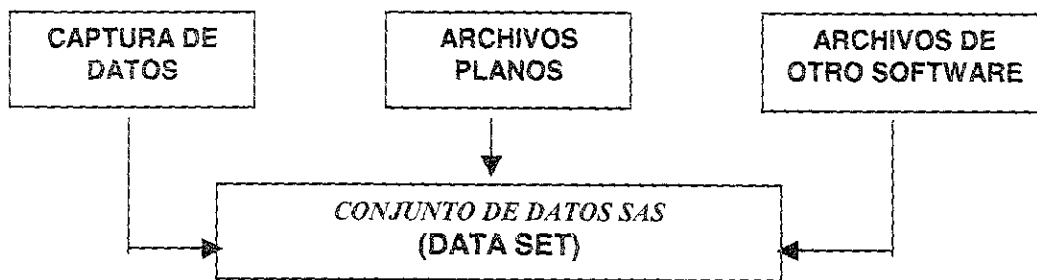 CAPTURA DE
DATOS
ARCHIVOS
PLANOS
ARCHIVOS DE
OTRO SOFTWARE
CONJUNTO DE DATOS SAS
(DATA SET)